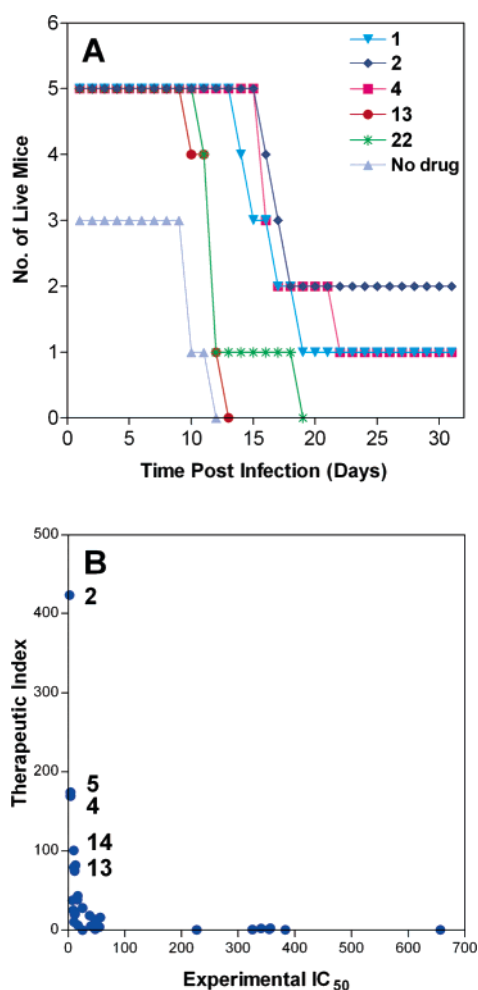 A
No. of Live Mice
6
5
4
3
2
1
0
0 5 10 15 20 25 30
Time Post Infection (Days)
1
2
4
13
22
No drug
B
Therapeutic Index
500
400
300
200
100
0
0 100 200 300 400 500 600 700
Experimental IC50
2
5
4
14
13